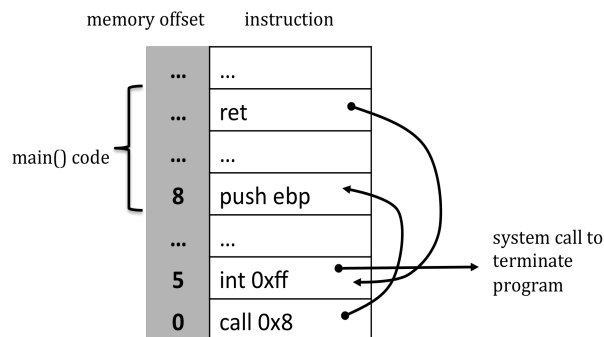 memory offset instruction
... ...
... ret
main() code
... ...
8 push ebp
... ...
system call to
terminate
program
5 int 0xff
0 call 0x8